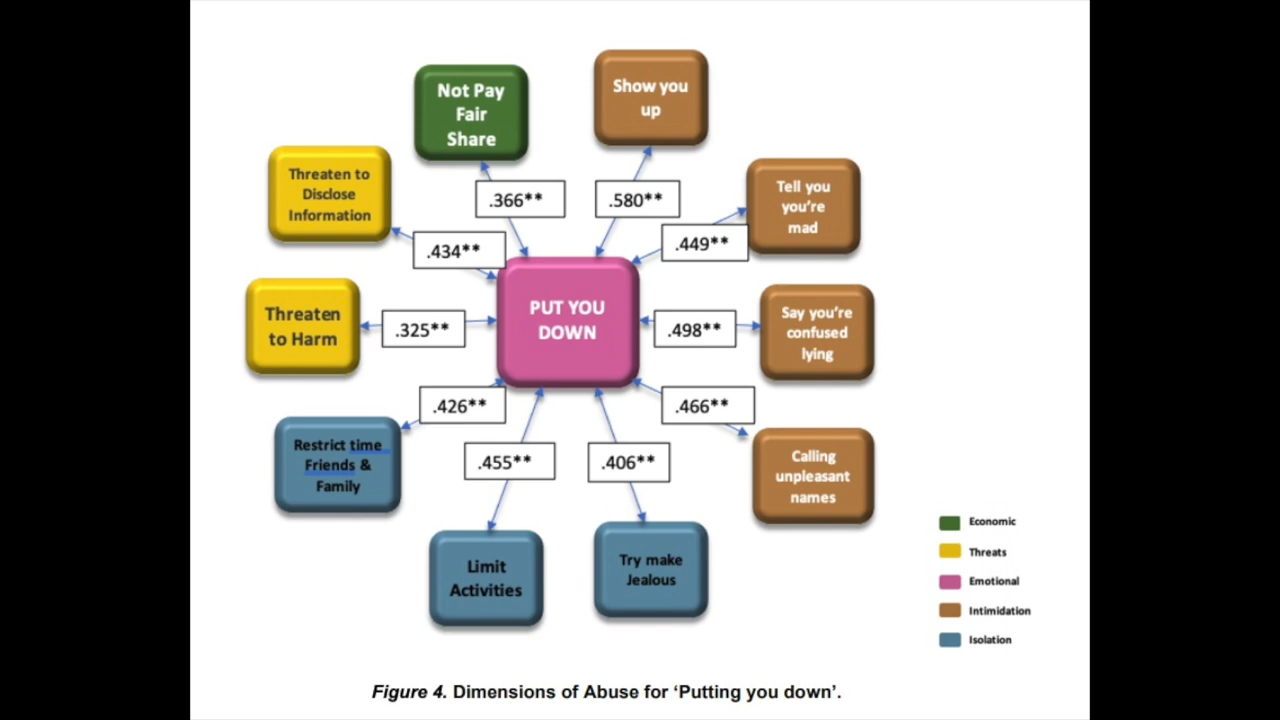 Not Pay
Fair
Share
.366**
Show you
up
.580**
Tell you
you're
mad
.449**
Say you're
confused
lying
.498**
Calling
unpleasant
names
.466**
Try make
Jealous
.406**
Limit
Activities
.455**
Restrict time
Friends &
Family
.426**
Threaten
to Harm
.325**
Threaten to
Disclose
Information
.434**
PUT YOU
DOWN
Economic
Threats
Emotional
Intimidation
Isolation
Figure 4. Dimensions of Abuse for ‘Putting you down’.